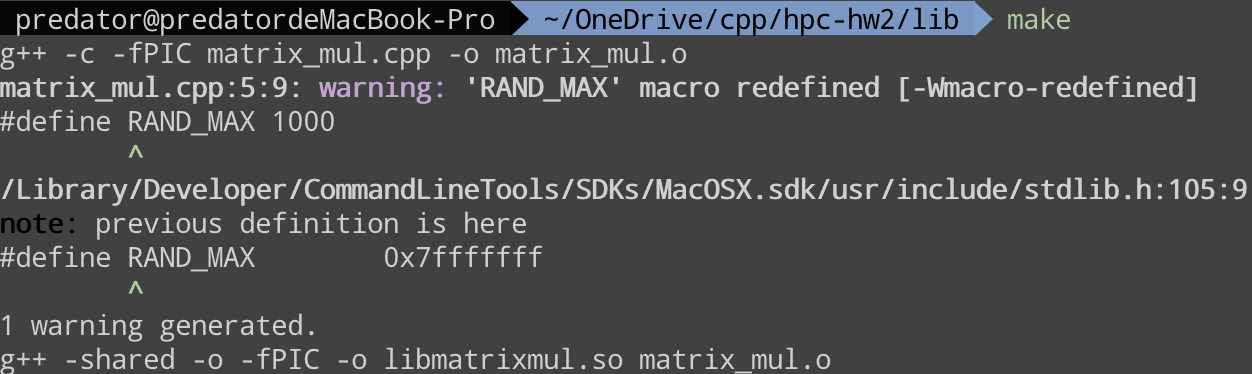 predator@predatordeMacBook-Pro ~/OneDrive/cpp/hpc-hw2/lib make
g++ -c -fPIC matrix_mul.cpp -o matrix_mul.o
matrix_mul.cpp:5:9: warning: 'RAND_MAX' macro redefined [-Wmacro-redefined]
#define RAND_MAX 1000
        ^
/Library/Developer/CommandLineTools/SDKs/MacOSX.sdk/usr/include/stdlib.h:105:9
note: previous definition is here
#define RAND_MAX        0x7fffffff
        ^
1 warning generated.
g++ -shared -o -fPIC -o libmatrixmul.so matrix_mul.o